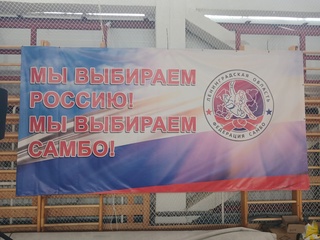 МЫ ВЫБИРАЕМ
РОССИЮ!
МЫ ВЫБИРАЕМ
САМБО!
ЛЕНИНГРАДСКАЯ ОБЛАСТЬ
ФЕДЕРАЦИЯ САМБО